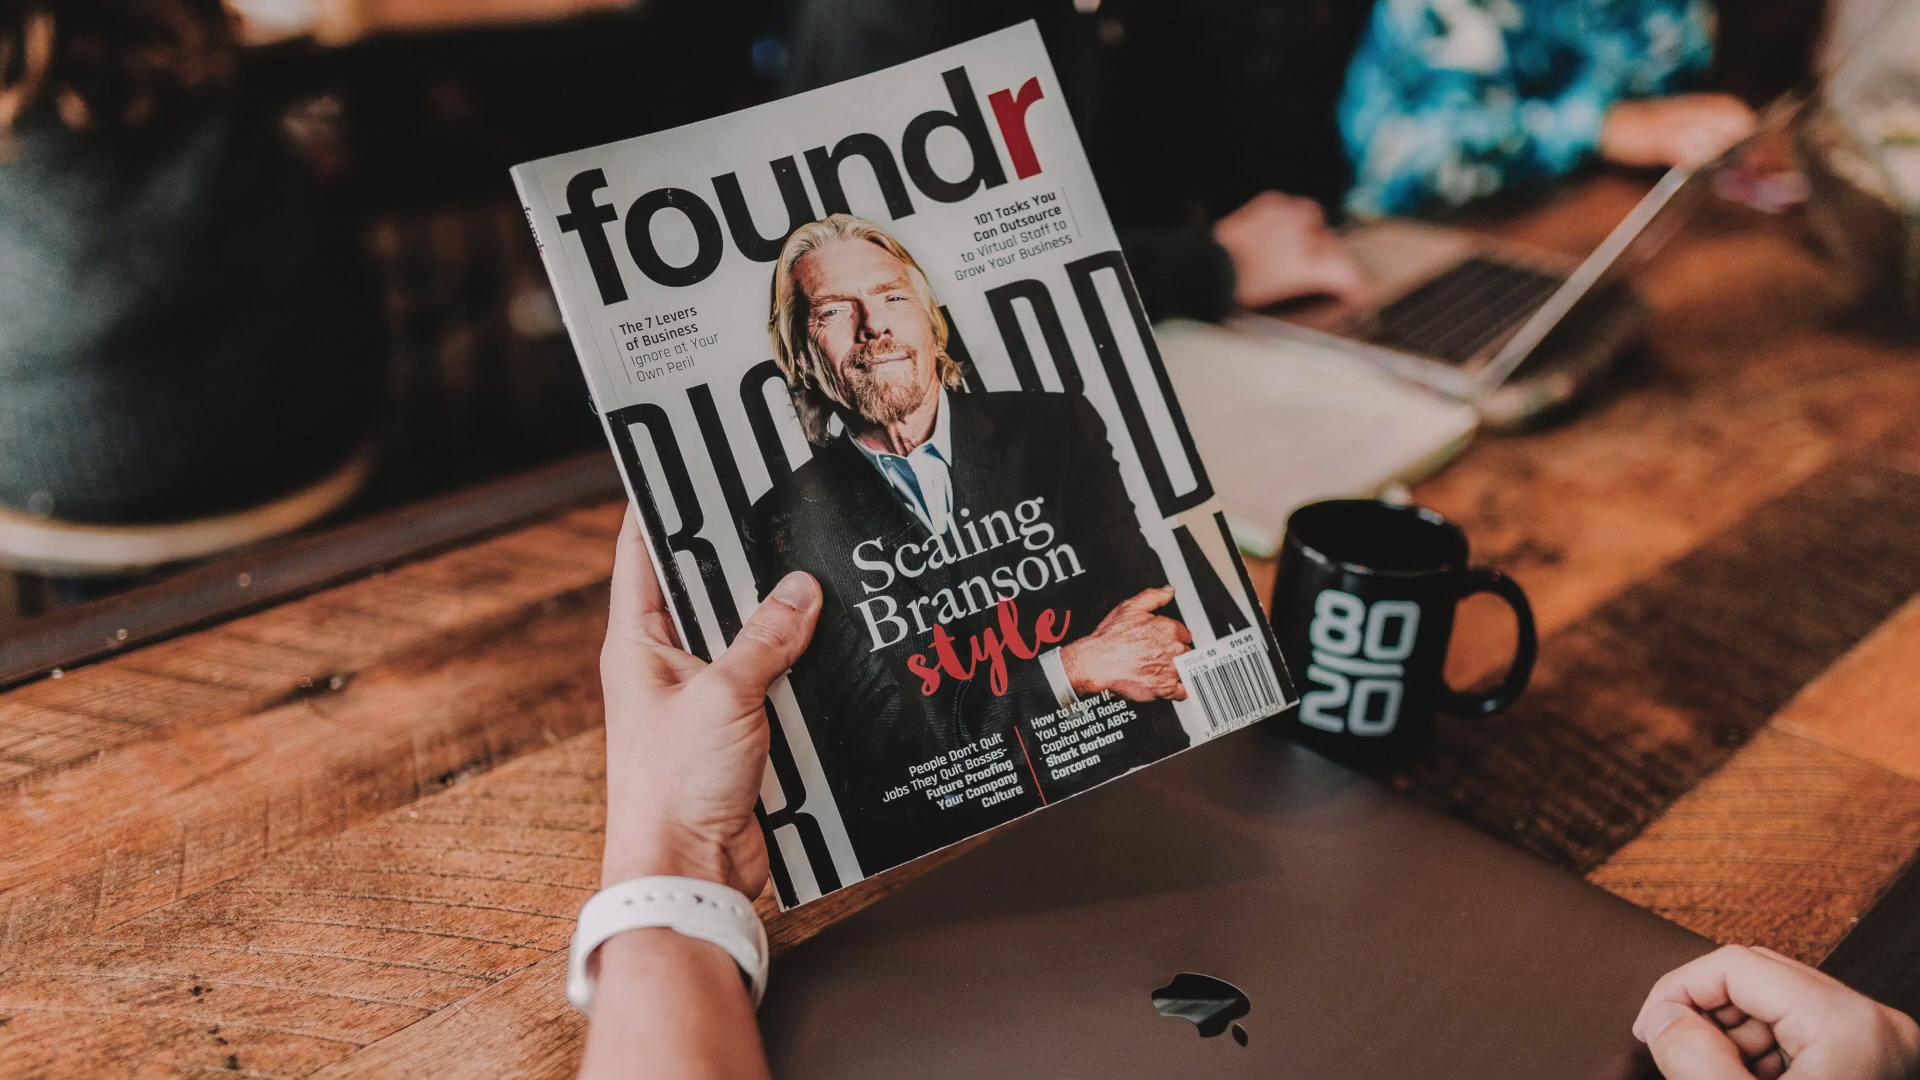 foundr
101 Tasks You
Can Outsource
to Virtual Staff to
Grow Your Business
The 7 Levers
of Business
Ignore at Your
Own Peril
Scaling
Branson
style
People Don't Quit
Jobs They Quit Bosses-
Future Proofing
Your Company
Culture
How to Know if
You Should Raise
Capital with ABC's
Shark Barbara
Corcoran
ISSUE 55 $19.95
80
20